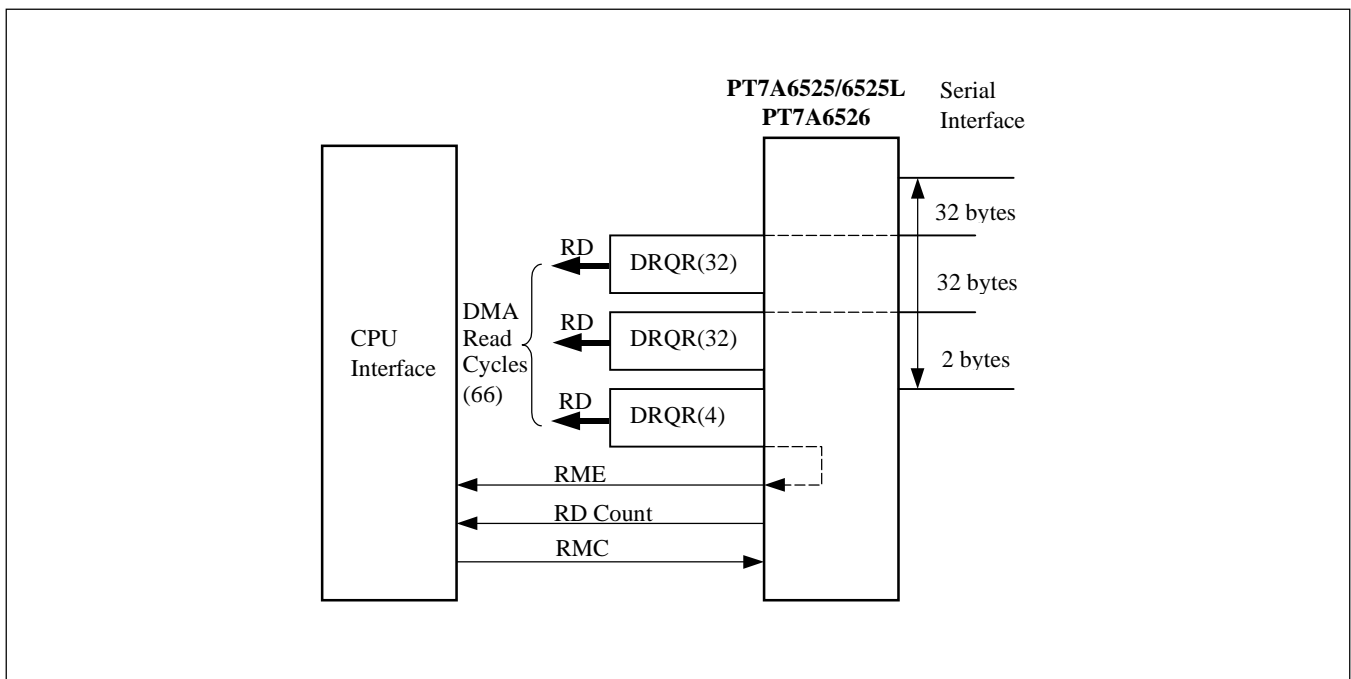 PT7A6525/6525L
PT7A6526
Serial
Interface
32 bytes
32 bytes
2 bytes
RD
DRQR(32)
RD
DRQR(32)
RD
DRQR(4)
DMA
Read
Cycles
(66)
CPU
Interface
RME
RD Count
RMC